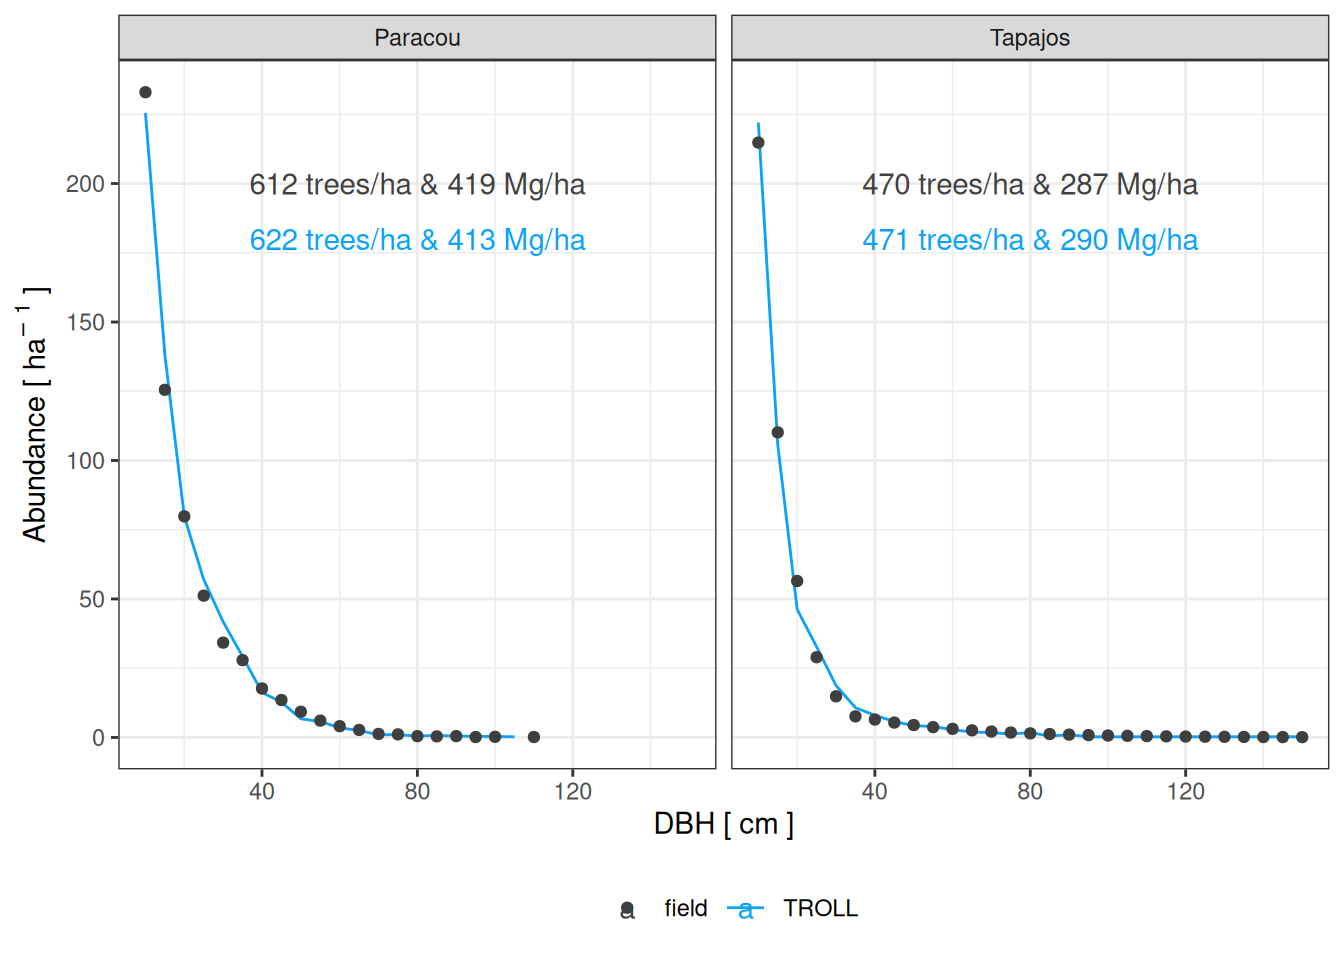 Paracou
Tapajos
Abundance [ ha⁻¹ ]
200
150
100
50
0
612 trees/ha & 419 Mg/ha
622 trees/ha & 413 Mg/ha
470 trees/ha & 287 Mg/ha
471 trees/ha & 290 Mg/ha
40 80 120
40 80 120
DBH [ cm ]
a field a TROLL